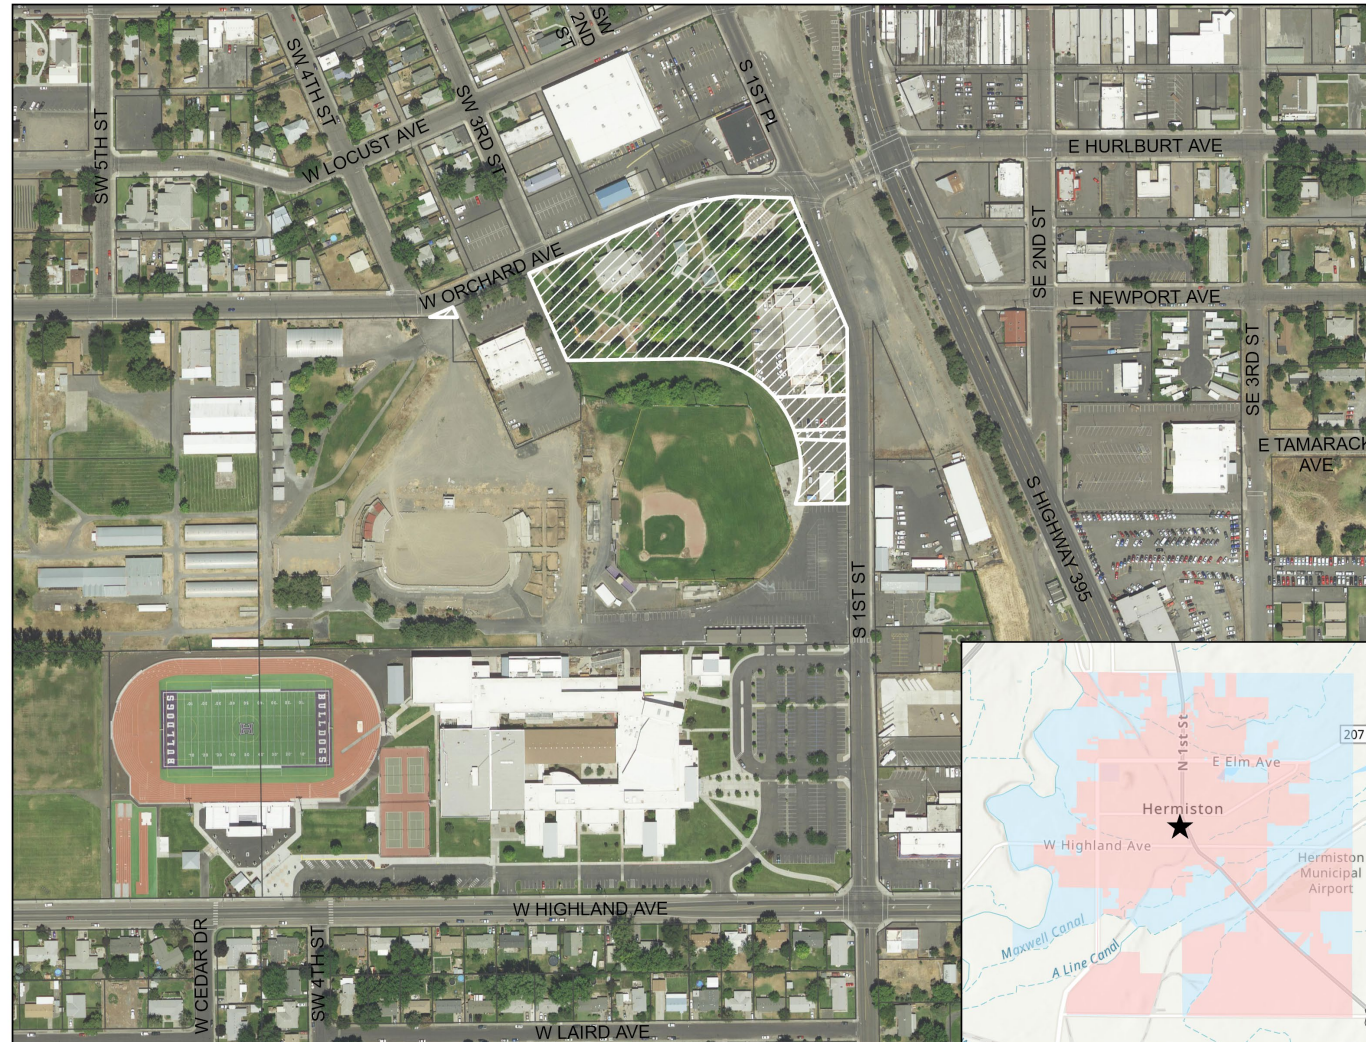 SW 2ND ST
SW 4TH ST
S 1ST PL
SW 3RD ST
SW 5TH ST
W LOCUST AVE
E HURLBURT AVE
SE 2ND ST
W ORCHARD AVE
E NEWPORT AVE
SE 3RD ST
E TAMARACK
AVE
S HIGHWAY 395
S 1ST ST
BULLDOGS
H
BULLDOGS
W HIGHLAND AVE
W CEDAR DR
SW 4TH ST
W LAIRD AVE
N 1st St
207
E Elm Ave
Hermiston
W Highland Ave
Hermiston
Municipal
Airport
Maxwell Canal
A Line Canal